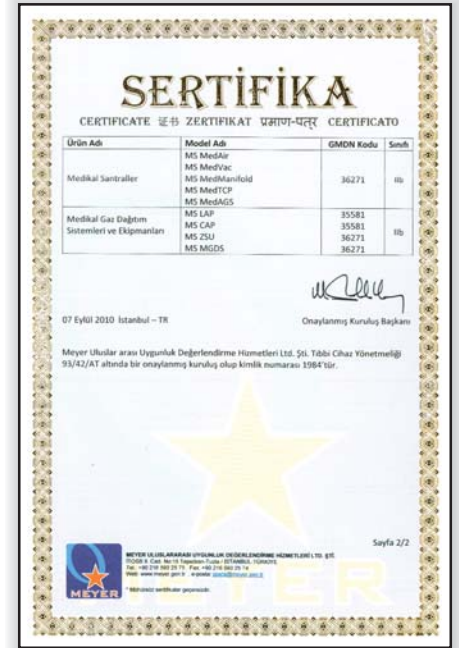 SERTİFİKA
CERTIFICATE 证书 ZERTIFIKAT प्रमाण-पत्र CERTIFICATO
Ürün Adı Model Adı GMDN Kodu Sınıfı
Medikal Santraller MS MedAir 36271 IIb
MS MedVac
MS MedManifold
MS MedTCP
MS MedAGS
Medikal Gaz Dağıtım Sistemleri ve Ekipmanları MS LAP 35581 IIb
MS CAP 35581
MS ZSU 36271
MS MGDS 36271
07 Eylül 2010 İstanbul – TR
Onaylanmış Kuruluş Başkanı
Meyer Uluslar arası Uygunluk Değerlendirme Hizmetleri Ltd. Şti. Tıbbi Cihaz Yönetmeliği
93/42/AT altında bir onaylanmış kuruluş olup kimlik numarası 1984'tür.
Sayfa 2/2
MEYER
MEYER ULUSLARARASI UYGUNLUK DEĞERLENDİRME HİZMETLERİ LTD. ŞTİ.